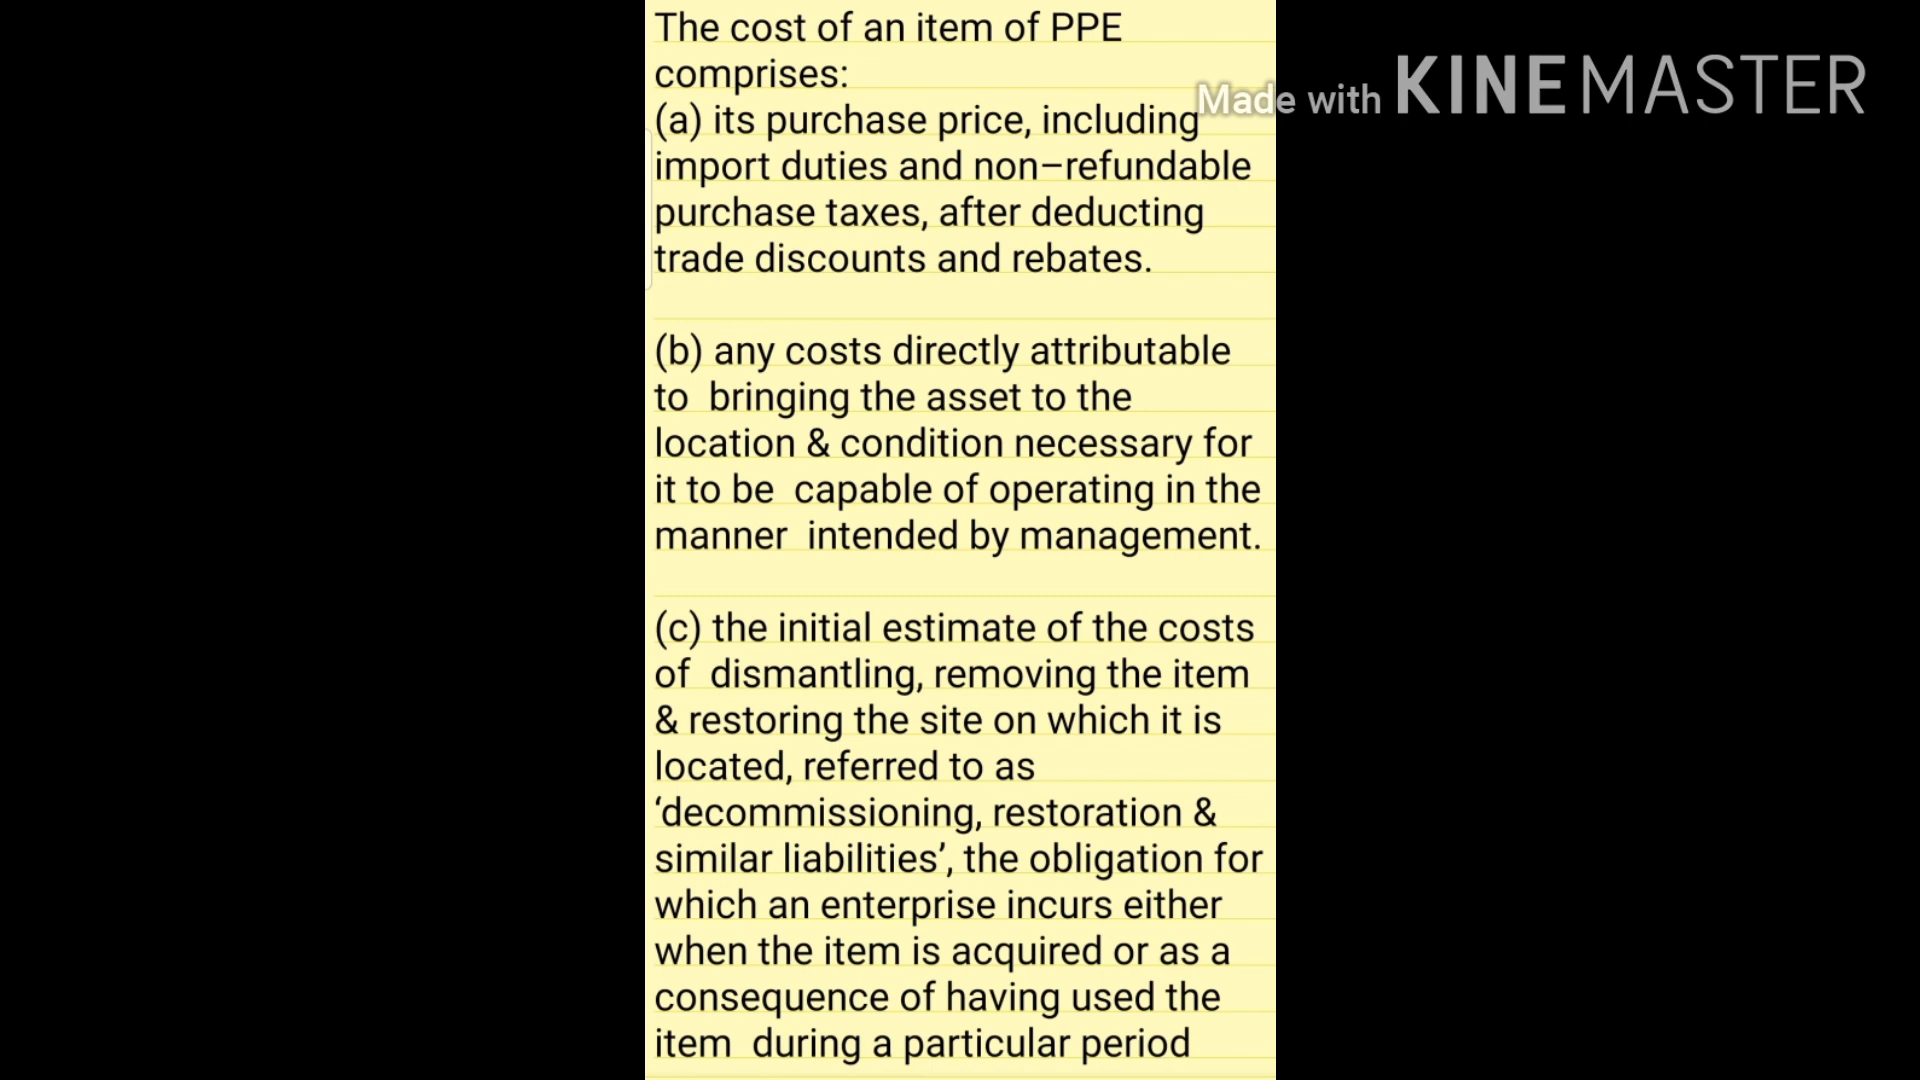 The cost of an item of PPE
comprises:
Made with KINEMASTER
(a) its purchase price, including
import duties and non–refundable
purchase taxes, after deducting
trade discounts and rebates.
(b) any costs directly attributable
to  bringing the asset to the
location & condition necessary for
it to be  capable of operating in the
manner  intended by management.
(c) the initial estimate of the costs
of  dismantling, removing the item
& restoring the site on which it is
located, referred to as
‘decommissioning, restoration &
similar liabilities’, the obligation for
which an enterprise incurs either
when the item is acquired or as a
consequence of having used the
item  during a particular period